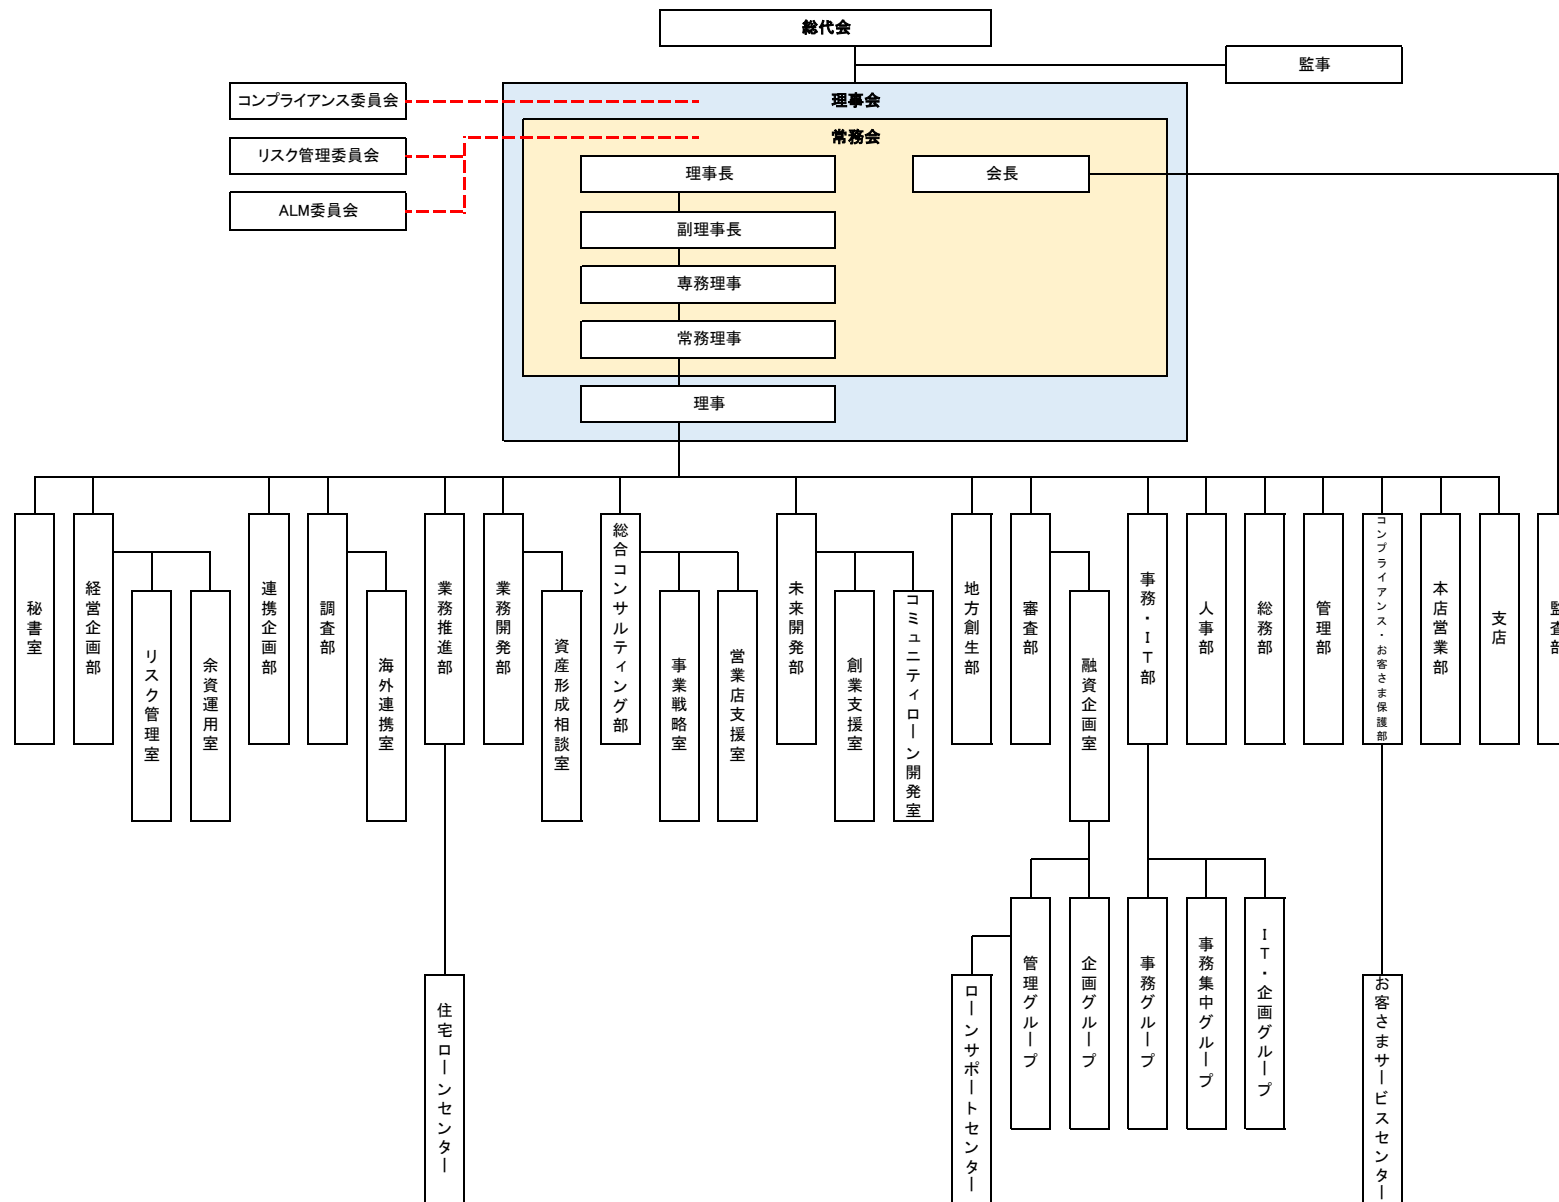 総代会
監事
コンプライアンス委員会
理事会
リスク管理委員会
常務会
ALM委員会
理事長
会長
副理事長
専務理事
常務理事
理事
秘書室
経営企画部
リスク管理室
余資運用室
連携企画部
調査部
海外連携室
業務推進部
業務開発部
資産形成相談室
総合コンサルティング部
事業戦略室
営業店支援室
未来開発部
創業支援室
コミュニティローン開発室
地方創生部
審査部
融資企画室
事務・IT部
人事部
総務部
管理部
コンプライアンス・お客さま保護部
本店営業部
支店
監査部
住宅ローンセンター
ローンサポートセンター
管理グループ
企画グループ
事務グループ
事務集中グループ
IT・企画グループ
お客さまサービスセンター